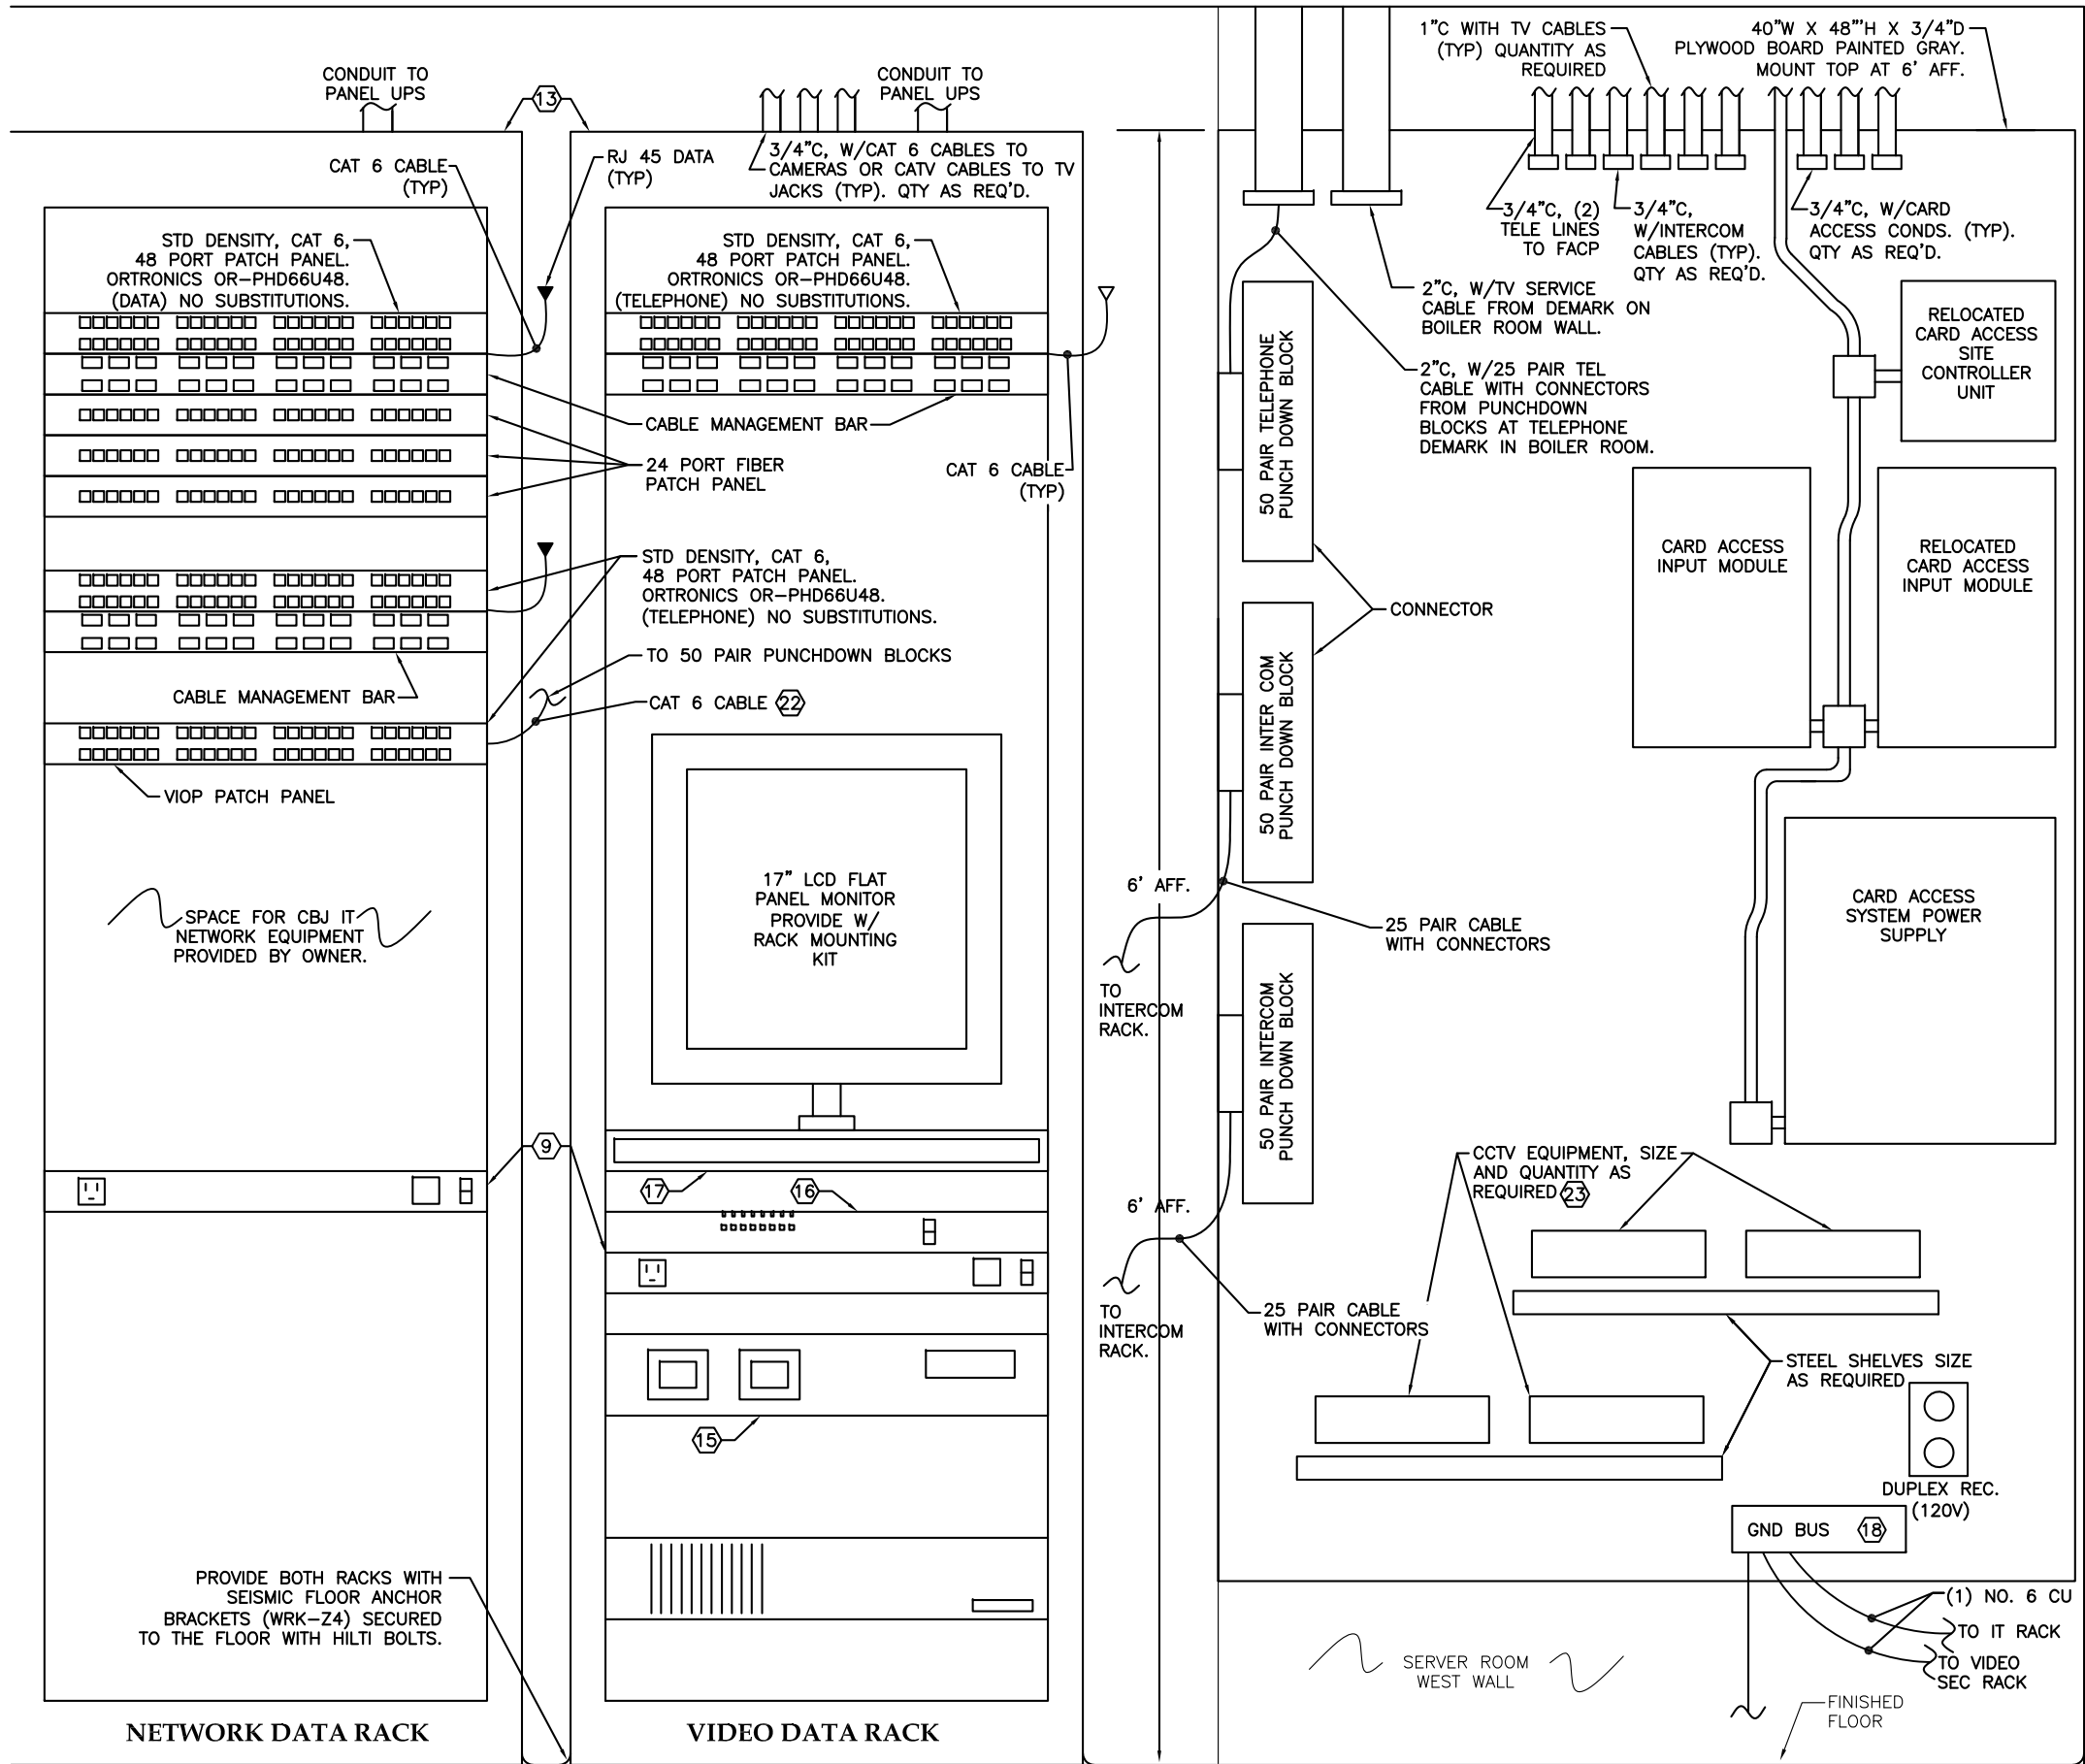 CONDUIT TO
PANEL UPS
13
CONDUIT TO
PANEL UPS
1"C WITH TV CABLES
(TYP) QUANTITY AS
REQUIRED
40"W X 48"'H X 3/4"D
PLYWOOD BOARD PAINTED GRAY.
MOUNT TOP AT 6' AFF.
CAT 6 CABLE
(TYP)
RJ 45 DATA
(TYP)
3/4"C, W/CAT 6 CABLES TO
CAMERAS OR CATV CABLES TO TV
JACKS (TYP). QTY AS REQ'D.
3/4"C, (2)
TELE LINES
TO FACP
3/4"C,
W/INTERCOM
CABLES (TYP).
QTY AS REQ'D.
3/4"C, W/CARD
ACCESS CONDS. (TYP).
QTY AS REQ'D.
STD DENSITY, CAT 6,
48 PORT PATCH PANEL.
ORTRONICS OR-PHD66U48.
(DATA) NO SUBSTITUTIONS.
STD DENSITY, CAT 6,
48 PORT PATCH PANEL.
ORTRONICS OR-PHD66U48.
(TELEPHONE) NO SUBSTITUTIONS.
2"C, W/TV SERVICE
CABLE FROM DEMARK ON
BOILER ROOM WALL.
RELOCATED
CARD ACCESS
SITE
CONTROLLER
UNIT
50 PAIR TELEPHONE
PUNCH DOWN BLOCK
2"C, W/25 PAIR TEL
CABLE WITH CONNECTORS
FROM PUNCHDOWN
BLOCKS AT TELEPHONE
DEMARK IN BOILER ROOM.
CABLE MANAGEMENT BAR
24 PORT FIBER
PATCH PANEL
CAT 6 CABLE
(TYP)
STD DENSITY, CAT 6,
48 PORT PATCH PANEL.
ORTRONICS OR-PHD66U48.
(TELEPHONE) NO SUBSTITUTIONS.
CARD ACCESS
INPUT MODULE
RELOCATED
CARD ACCESS
INPUT MODULE
CONNECTOR
TO 50 PAIR PUNCHDOWN BLOCKS
CABLE MANAGEMENT BAR
CAT 6 CABLE 22
50 PAIR INTER COM
PUNCH DOWN BLOCK
VIOP PATCH PANEL
17" LCD FLAT
PANEL MONITOR
PROVIDE W/
RACK MOUNTING
KIT
6' AFF.
CARD ACCESS
SYSTEM POWER
SUPPLY
SPACE FOR CBJ IT
NETWORK EQUIPMENT
PROVIDED BY OWNER.
25 PAIR CABLE
WITH CONNECTORS
TO
INTERCOM
RACK.
50 PAIR INTERCOM
PUNCH DOWN BLOCK
9
CCTV EQUIPMENT, SIZE
AND QUANTITY AS
REQUIRED 23
17
16
6' AFF.
TO
INTERCOM
RACK.
25 PAIR CABLE
WITH CONNECTORS
STEEL SHELVES SIZE
AS REQUIRED
15
DUPLEX REC.
(120V)
GND BUS 18
PROVIDE BOTH RACKS WITH
SEISMIC FLOOR ANCHOR
BRACKETS (WRK-Z4) SECURED
TO THE FLOOR WITH HILTI BOLTS.
(1) NO. 6 CU
TO IT RACK
TO VIDEO
SEC RACK
SERVER ROOM
WEST WALL
FINISHED
FLOOR
NETWORK DATA RACK
VIDEO DATA RACK